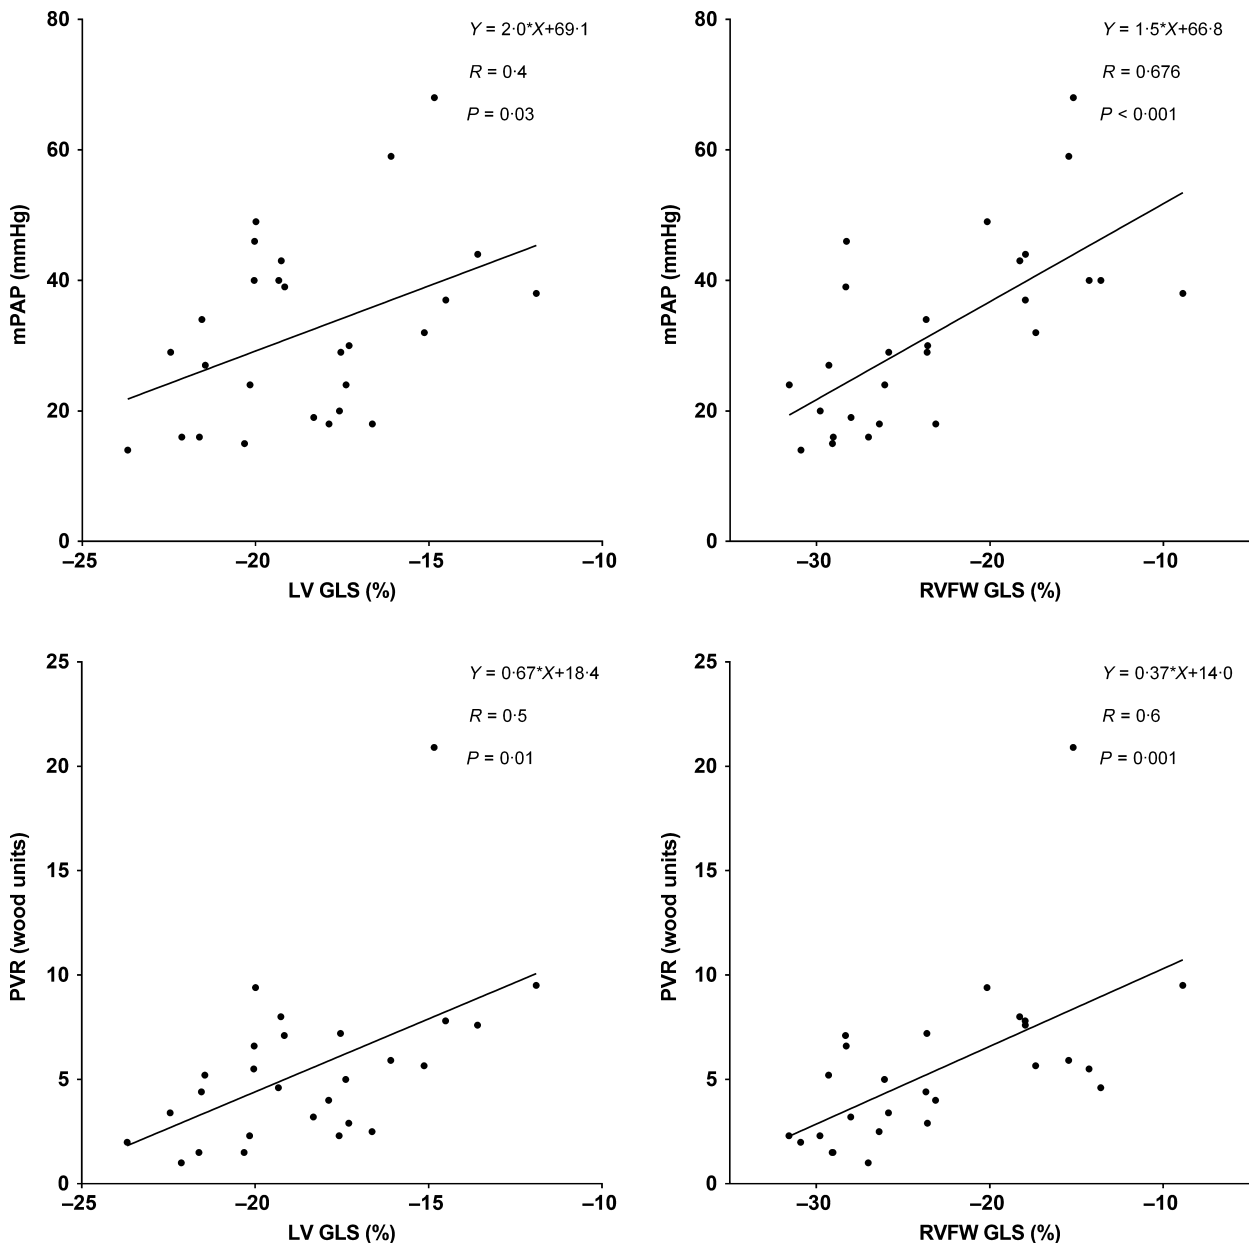 80
60
40
20
0
mPAP (mmHg)
Y = 2·0*X+69·1
R = 0·4
P = 0·03
–25
–20
–15
–10
LV GLS (%)
80
60
40
20
0
mPAP (mmHg)
Y = 1·5*X+66·8
R = 0·676
P < 0·001
–30
–20
–10
RVFW GLS (%)
25
20
15
10
5
0
PVR (wood units)
Y = 0·67*X+18·4
R = 0·5
P = 0·01
–25
–20
–15
–10
LV GLS (%)
25
20
15
10
5
0
PVR (wood units)
Y = 0·37*X+14·0
R = 0·6
P = 0·001
–30
–20
–10
RVFW GLS (%)